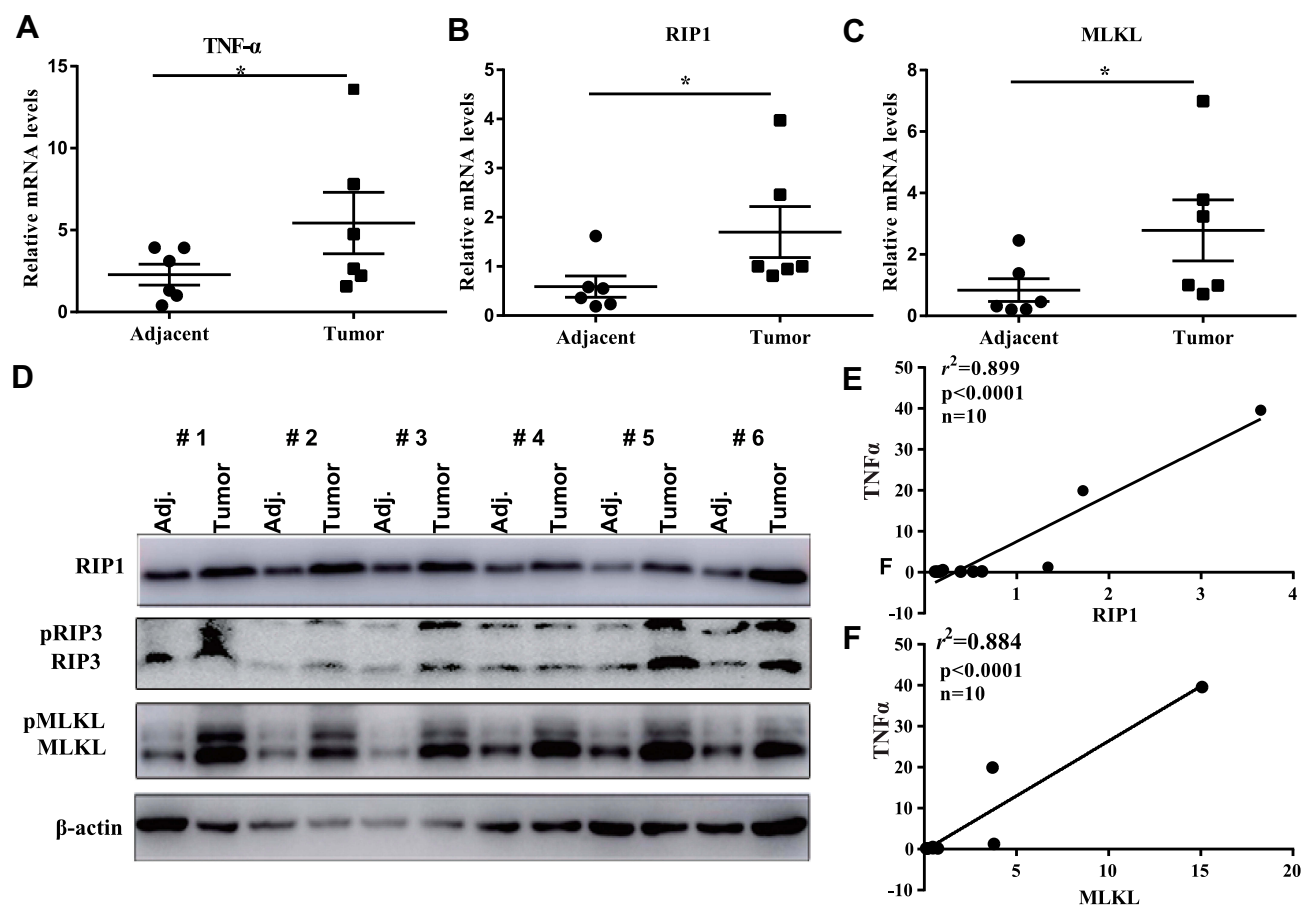 A
TNF-α
Relative mRNA levels
15
10
5
0
*
Adjacent
Tumor
B
RIP1
Relative mRNA levels
5
4
3
2
1
0
*
Adjacent
Tumor
C
MLKL
Relative mRNA levels
8
6
4
2
0
*
Adjacent
Tumor
D
# 1
# 2
# 3
# 4
# 5
# 6
Adj.
Tumor
Adj.
Tumor
Adj.
Tumor
Adj.
Tumor
Adj.
Tumor
Adj.
Tumor
RIP1
pRIP3
RIP3
pMLKL
MLKL
β-actin
E
r²=0.899
p<0.0001
n=10
TNFα
50
40
30
20
10
0
-10
F
1
2
3
4
RIP1
F
r²=0.884
p<0.0001
n=10
TNFα
50
40
30
20
10
0
-10
5
10
15
20
MLKL